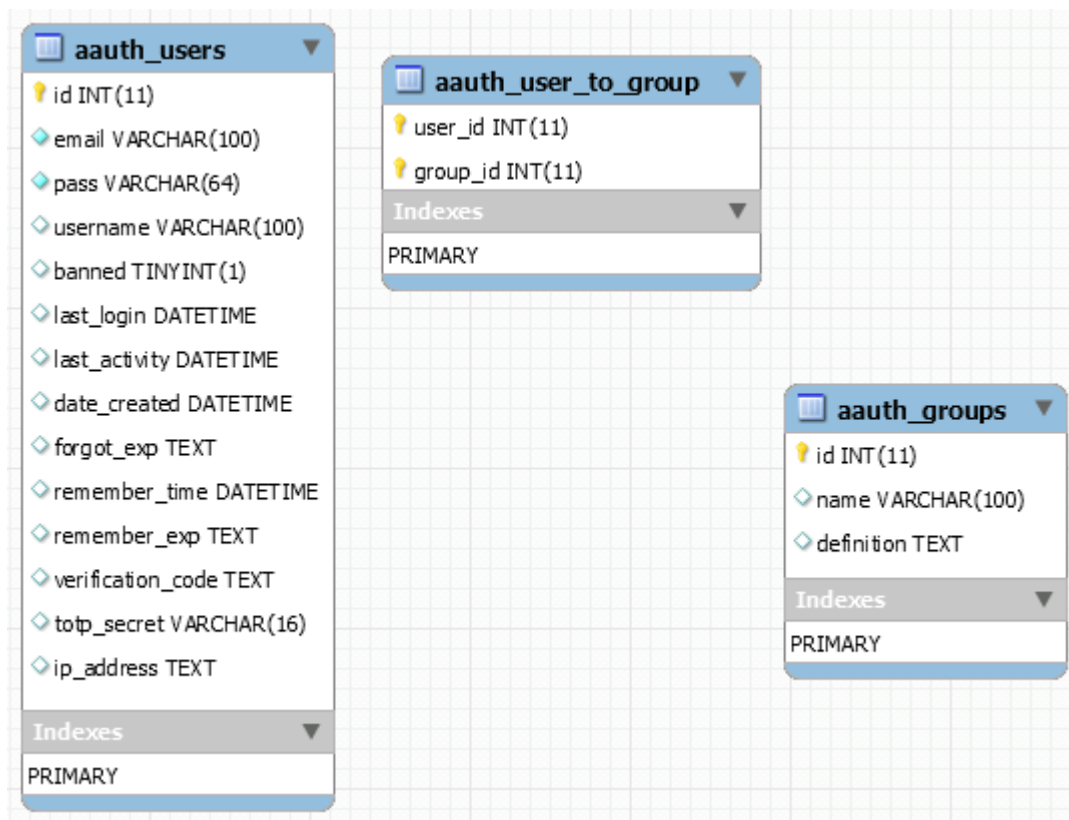 aauth_users
id INT(11)
email VARCHAR(100)
pass VARCHAR(64)
username VARCHAR(100)
banned TINYINT(1)
last_login DATETIME
last_activity DATETIME
date_created DATETIME
forgot_exp TEXT
remember_time DATETIME
remember_exp TEXT
verification_code TEXT
totp_secret VARCHAR(16)
ip_address TEXT
Indexes
PRIMARY
aauth_user_to_group
user_id INT(11)
group_id INT(11)
Indexes
PRIMARY
aauth_groups
id INT(11)
name VARCHAR(100)
definition TEXT
Indexes
PRIMARY